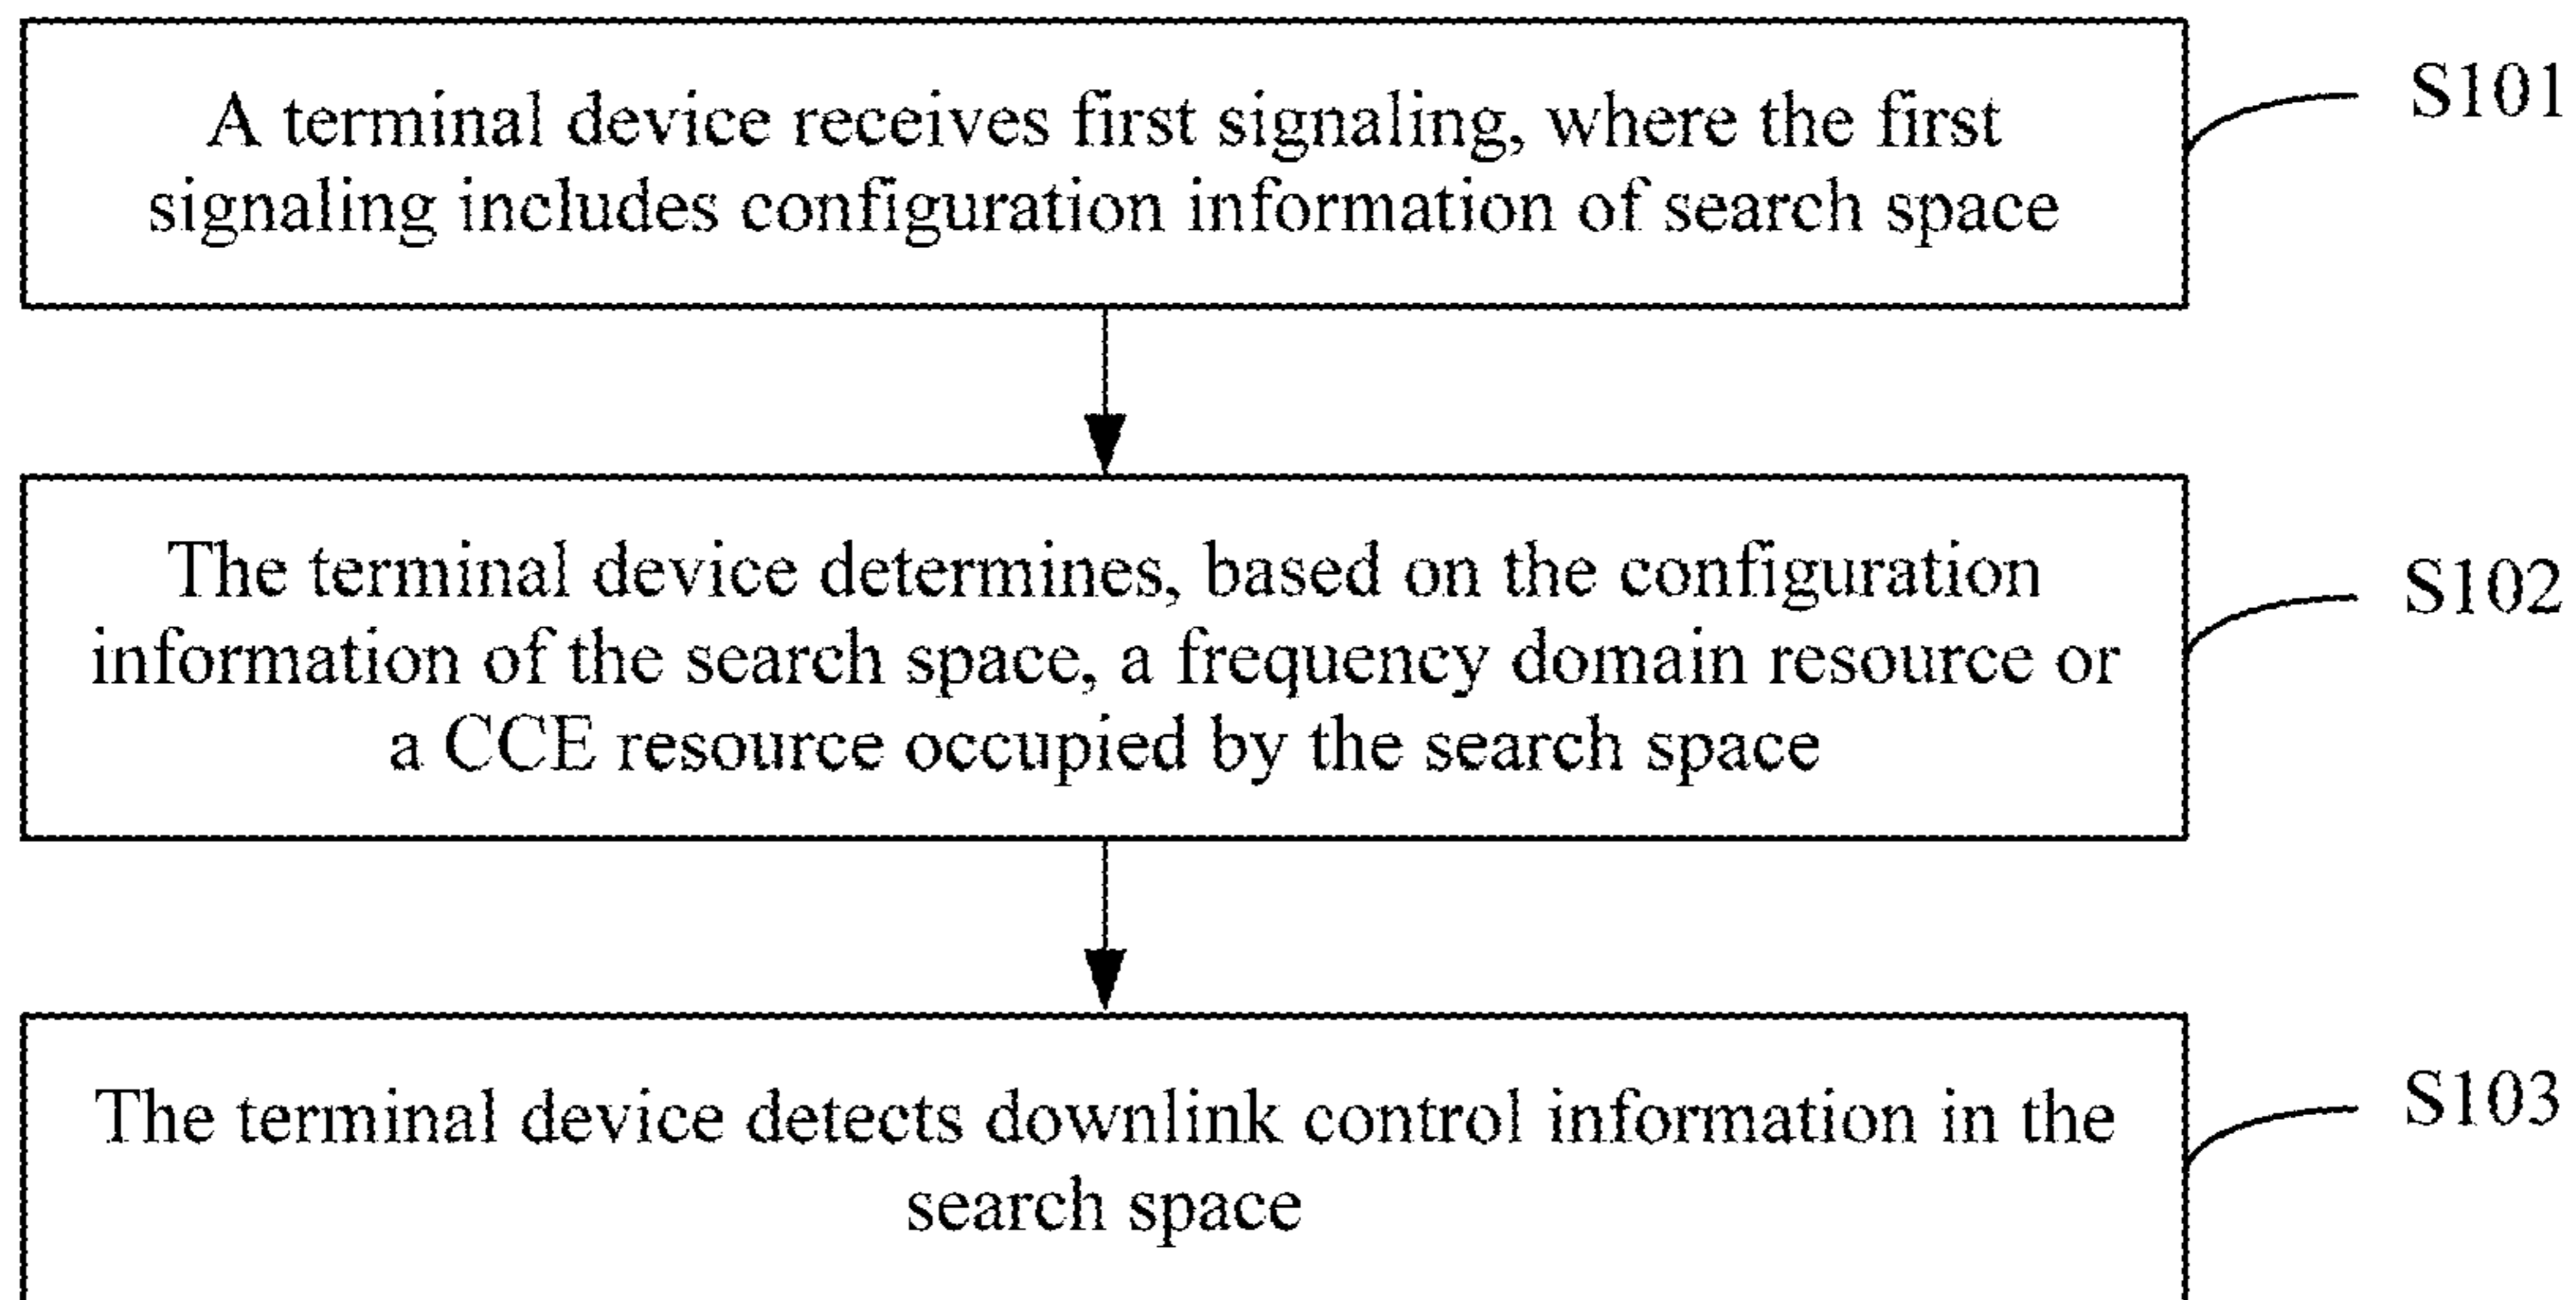 A terminal device receives first signaling, where the first
signaling includes configuration information of search space
S101
The terminal device determines, based on the configuration
information of the search space, a frequency domain resource or
a CCE resource occupied by the search space
S102
The terminal device detects downlink control information in the
search space
S103